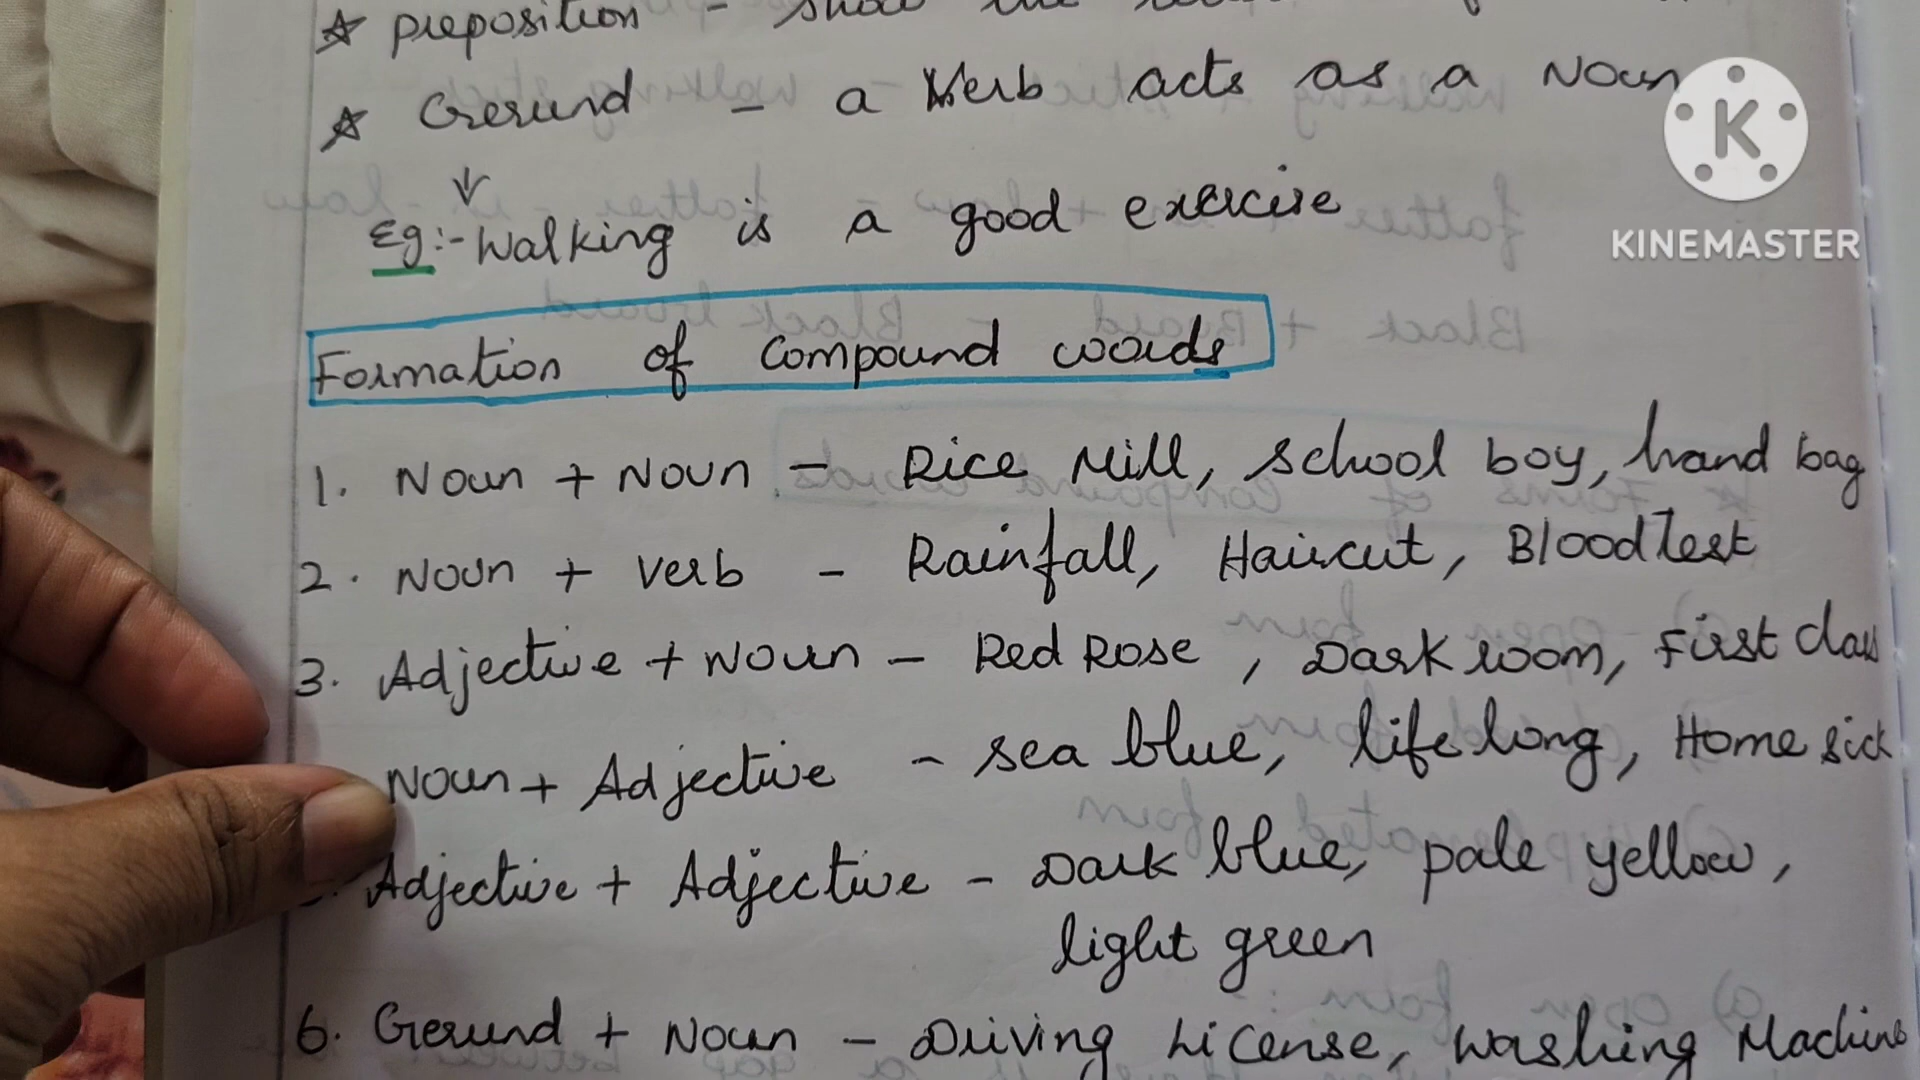 ☆ preposition - show the
☆ Gerund - a Verb acts as a Noun
Eg:- Walking is a good exercise
Formation of Compound words
1. Noun + Noun - Rice Mill, school boy, hand bag
2. Noun + Verb - Rainfall, Haircut, Blood Test
3. Adjective + Noun - Red Rose, Dark room, First class
Noun + Adjective - sea blue, life long, Home sick
Adjective + Adjective - Dark blue, pale yellow,
light green
6. Gerund + Noun - Driving License, Washing Machine
K
KINEMASTER